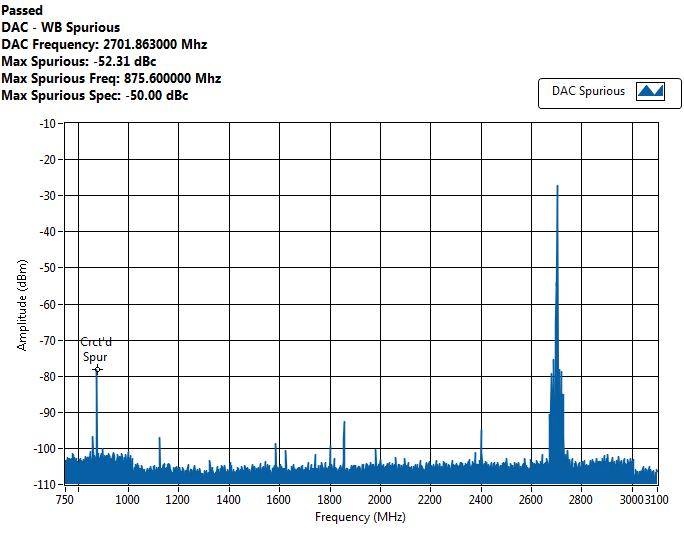 Passed
DAC - WB Spurious
DAC Frequency: 2701.863000 Mhz
Max Spurious: -52.31 dBc
Max Spurious Freq: 875.600000 Mhz
Max Spurious Spec: -50.00 dBc
DAC Spurious
-10
-20
-30
-40
-50
-60
-70
-80
-90
-100
-110
Amplitude (dBm)
Crct'd
Spur
750 1000 1200 1400 1600 1800 2000 2200 2400 2600 2800 3000 3100
Frequency (MHz)